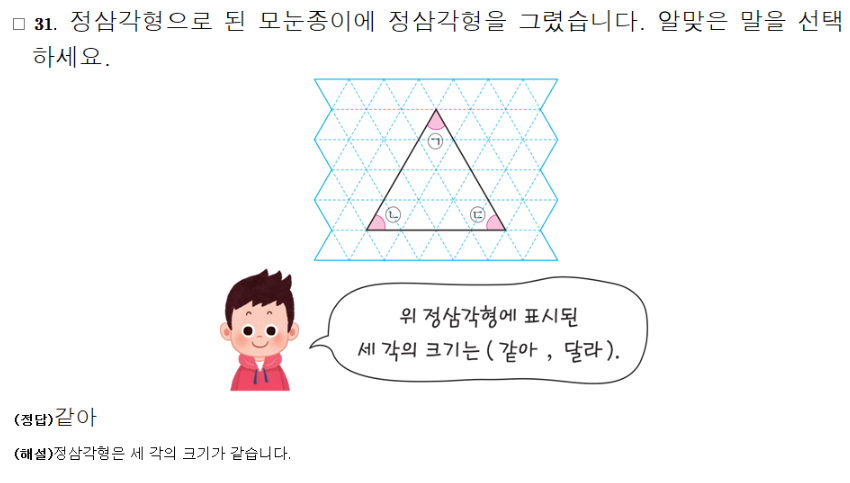 □ 31. 정삼각형으로 된 모눈종이에 정삼각형을 그렸습니다. 알맞은 말을 선택
하세요.
㉠
㉡ ㉢
위 정삼각형에 표시된
세 각의 크기는 ( 같아 , 달라 ).
(정답)같아
(해설)정삼각형은 세 각의 크기가 같습니다.